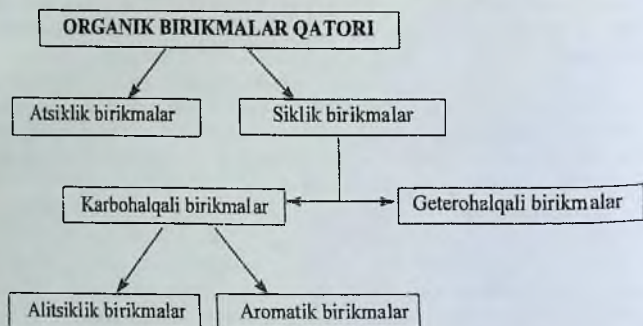 ORGANIK BIRIKMALAR QATORI
Atsiklik birikmalar
Siklik birikmalar
Karbohalqali birikmalar
Geterohalqali birikmalar
Alitsiklik birikmalar
Aromatik birikmalar